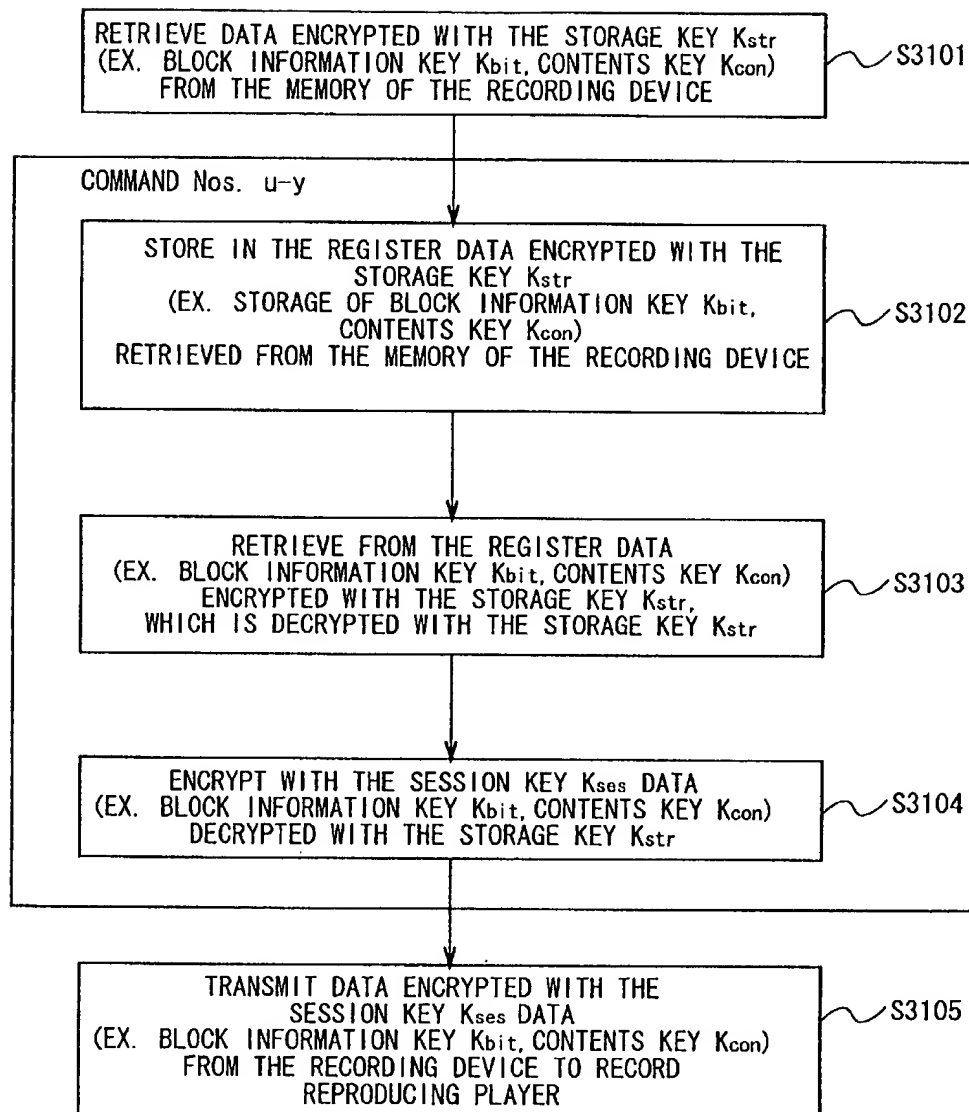 RETRIEVE DATA ENCRYPTED WITH THE STORAGE KEY Kstr
(EX. BLOCK INFORMATION KEY Kbit, CONTENTS KEY Kcon)
FROM THE MEMORY OF THE RECORDING DEVICE
S3101
COMMAND Nos. u-y
STORE IN THE REGISTER DATA ENCRYPTED WITH THE
STORAGE KEY Kstr
(EX. STORAGE OF BLOCK INFORMATION KEY Kbit,
CONTENTS KEY Kcon)
RETRIEVED FROM THE MEMORY OF THE RECORDING DEVICE
S3102
RETRIEVE FROM THE REGISTER DATA
(EX. BLOCK INFORMATION KEY Kbit, CONTENTS KEY Kcon)
ENCRYPTED WITH THE STORAGE KEY Kstr,
WHICH IS DECRYPTED WITH THE STORAGE KEY Kstr
S3103
ENCRYPT WITH THE SESSION KEY Kses DATA
(EX. BLOCK INFORMATION KEY Kbit, CONTENTS KEY Kcon)
DECRYPTED WITH THE STORAGE KEY Kstr
S3104
TRANSMIT DATA ENCRYPTED WITH THE
SESSION KEY Kses DATA
(EX. BLOCK INFORMATION KEY Kbit, CONTENTS KEY Kcon)
FROM THE RECORDING DEVICE TO RECORD
REPRODUCING PLAYER
S3105